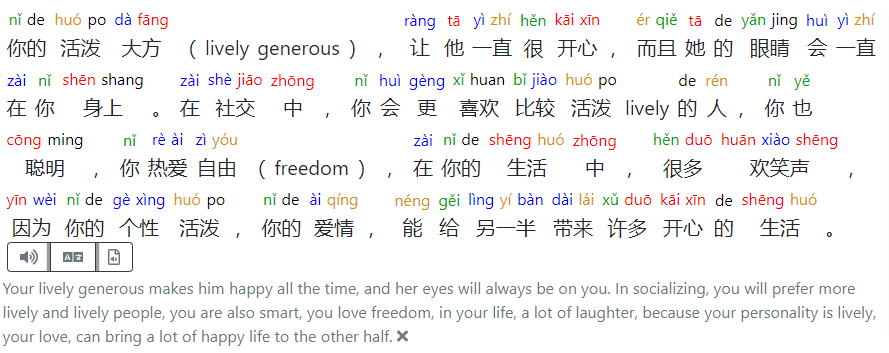 nǐ de huó po dà fāng ràng tā yì zhí hěn kāi xīn ér qiě tā de yǎn jing huì yì zhí
你的 活泼 大方 ( lively generous ) , 让 他 一直 很 开心 , 而且 她 的 眼睛 会 一直
zài nǐ shēn shang zài shè jiāo zhōng nǐ huì gèng xǐ huan bǐ jiào huó po de rén nǐ yě
在 你 身上 。 在 社交 中 , 你 会 更 喜欢 比较 活泼 lively 的 人 , 你 也
cōng ming nǐ rè ài zì yóu zài nǐ de shēng huó zhōng hěn duō huān xiào shēng
聪明 , 你 热爱 自由 ( freedom ) , 在 你的 生活 中 , 很多 欢笑声 ,
yīn wèi nǐ de gè xìng huó po nǐ de ài qíng néng gěi lìng yí bàn dài lái xǔ duō kāi xīn de shēng huó
因为 你的 个性 活泼 , 你的 爱情 , 能 给 另一半 带来 许多 开心 的 生活 。
Your lively generous makes him happy all the time, and her eyes will always be on you. In socializing, you will prefer more
lively and lively people, you are also smart, you love freedom, in your life, a lot of laughter, because your personality is lively,
your love, can bring a lot of happy life to the other half. ✖